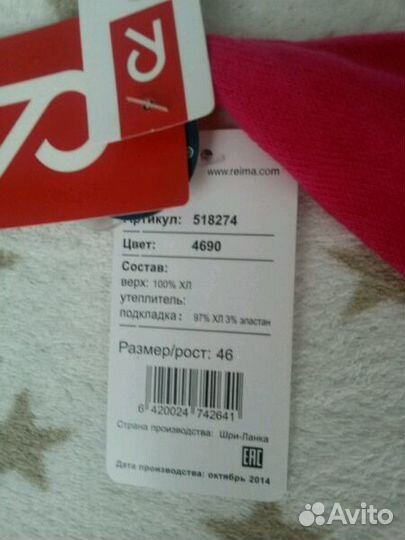 www.reima.com
Артикул: 518274
Цвет: 4690
Состав:
верх: 100% ХЛ
утеплитель:
подкладка: 97% ХЛ 3% эластан
Размер/рост: 46
6 420024 742641
Страна производства: Шри-Ланка
EAC
Дата производства: октябрь 2014
Avito